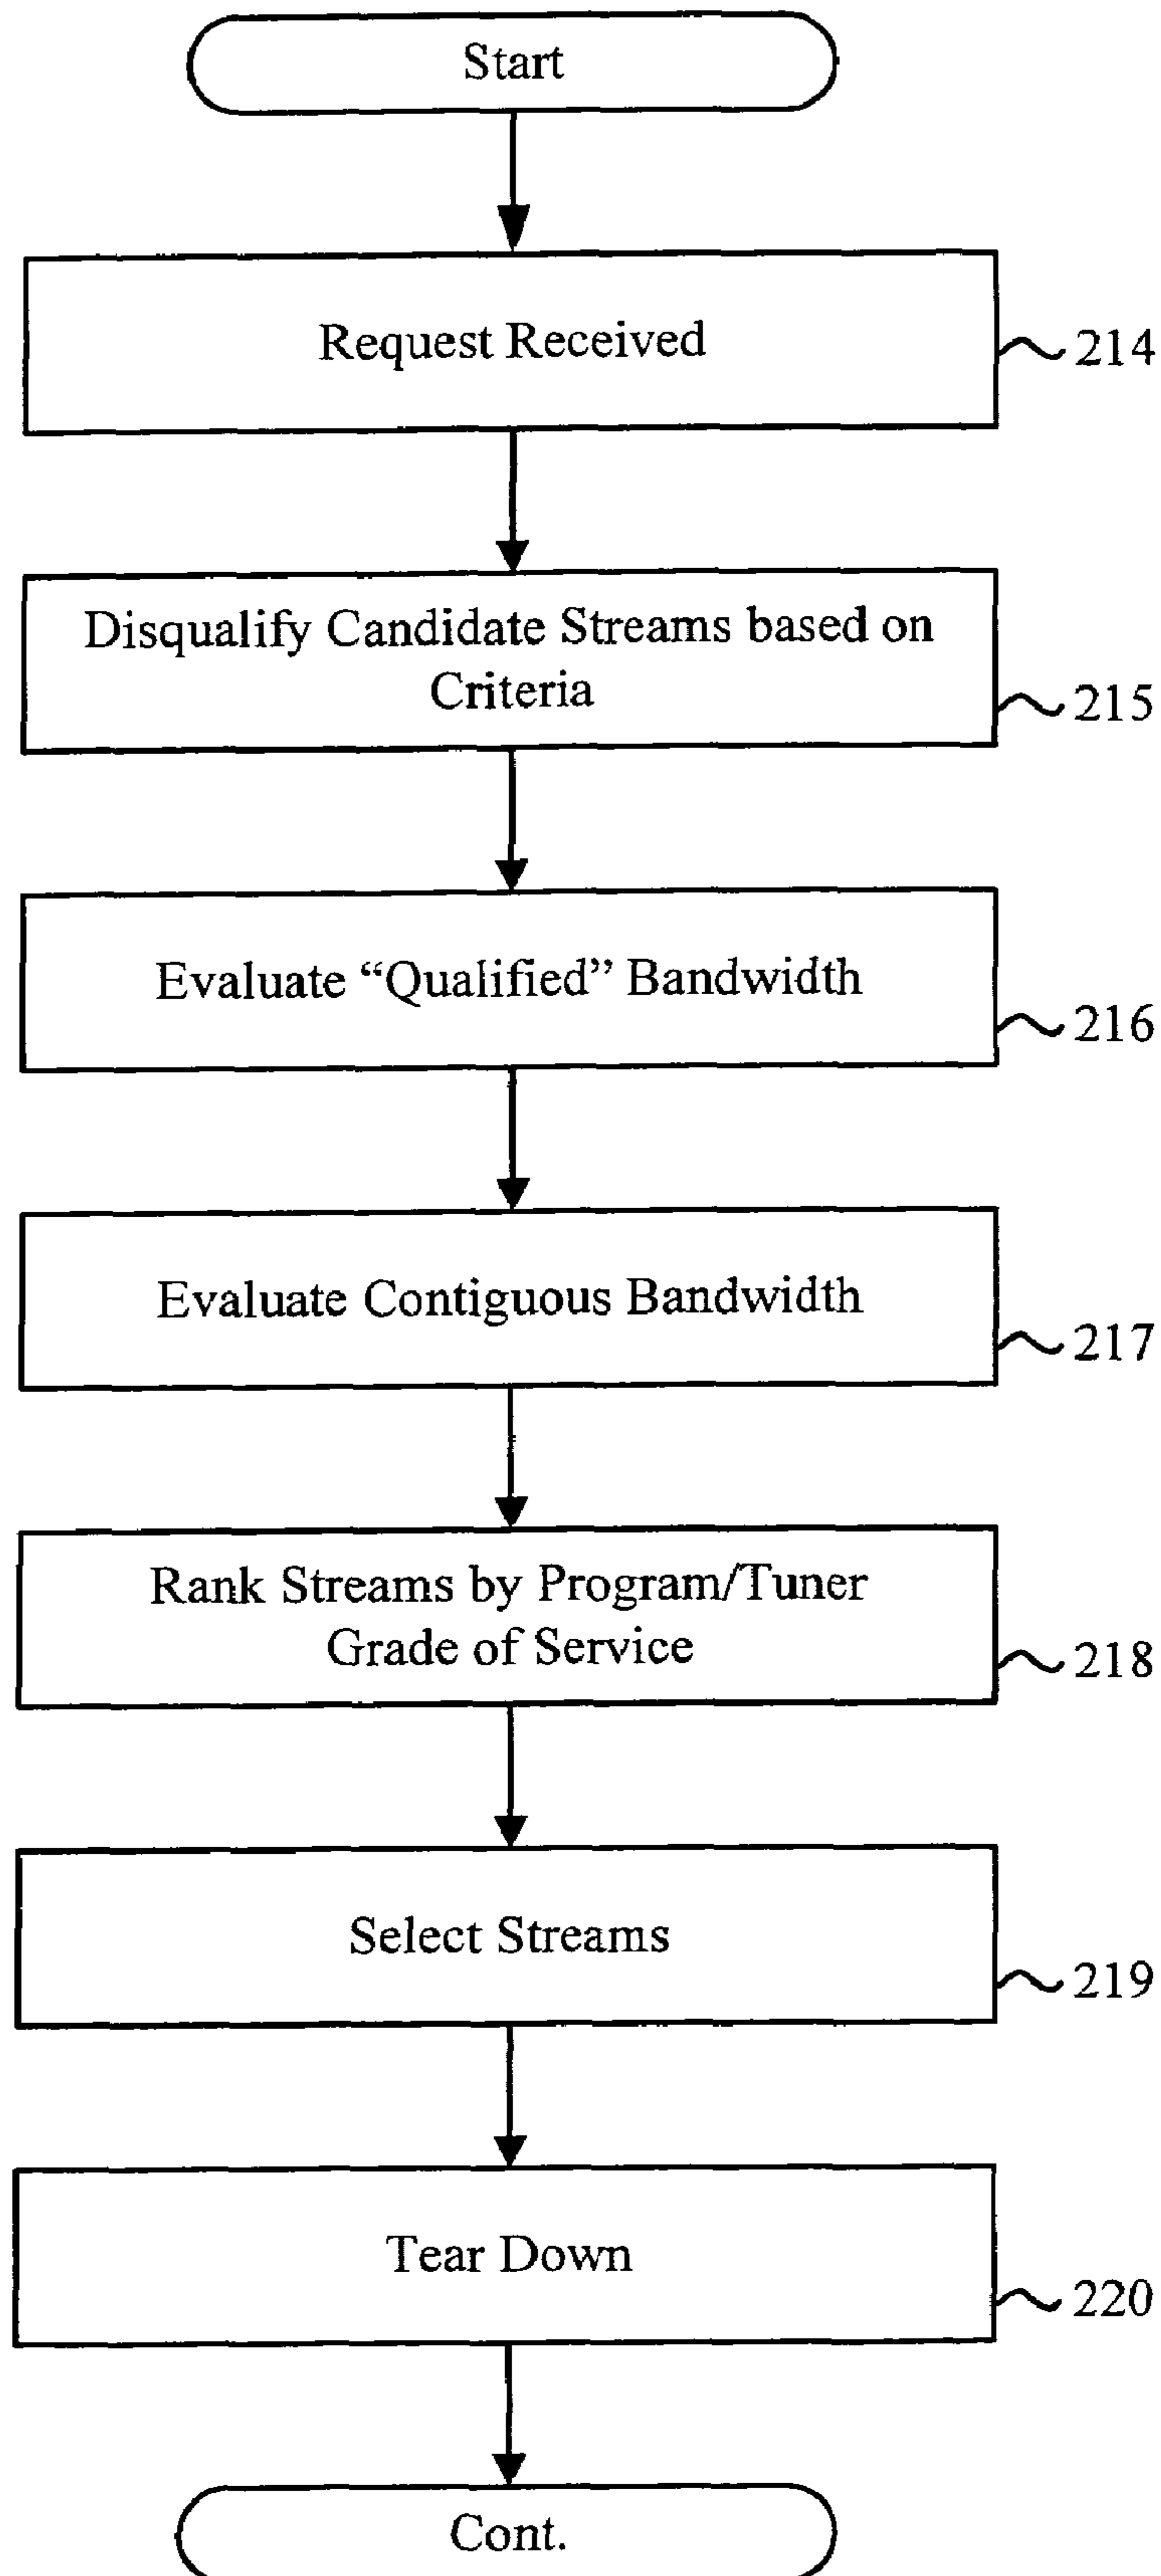 Start
Request Received
214
Disqualify Candidate Streams based on
Criteria
215
Evaluate “Qualified” Bandwidth
216
Evaluate Contiguous Bandwidth
217
Rank Streams by Program/Tuner
Grade of Service
218
Select Streams
219
Tear Down
220
Cont.